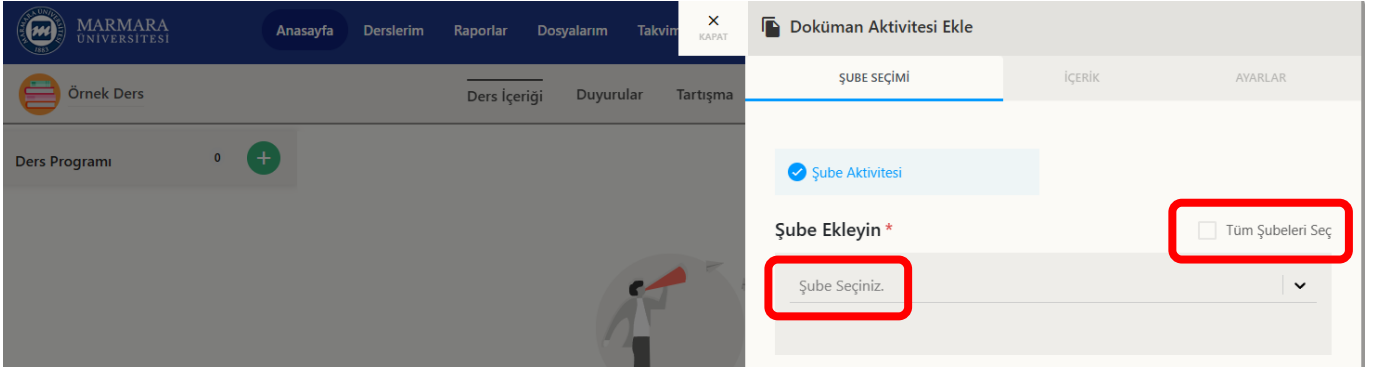 MARMARA
ÜNİVERSİTESİ
Anasayfa Derslerim Raporlar Dosyalarım Takvim
KAPAT
Doküman Aktivitesi Ekle
ŞUBE SEÇİMİ İÇERİK AYARLAR
Örnek Ders
Ders İçeriği Duyurular Tartışma
Ders Programı 0
Şube Aktivitesi
Şube Ekleyin *
Tüm Şubeleri Seç
Şube Seçiniz.